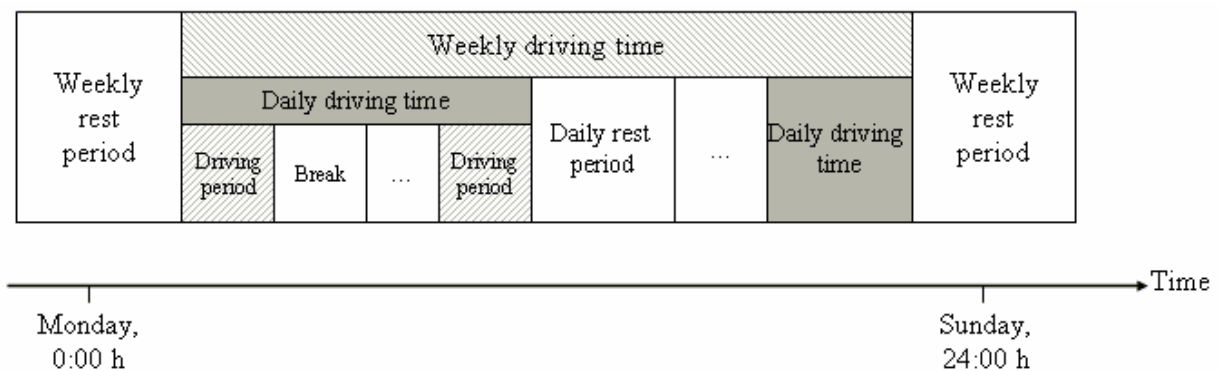 Weekly
rest
period
Weekly driving time
Daily driving time
Driving
period
Break
...
Driving
period
Daily rest
period
...
Daily driving
time
Weekly
rest
period
Time
Monday,
0:00 h
Sunday,
24:00 h